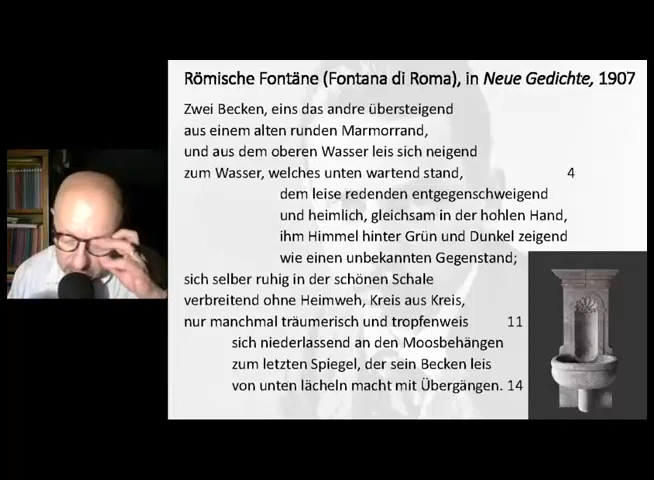 Römische Fontäne (Fontana di Roma), in Neue Gedichte, 1907
Zwei Becken, eins das andre übersteigend
aus einem alten runden Marmorrand,
und aus dem oberen Wasser leis sich neigend
zum Wasser, welches unten wartend stand, 4
dem leise redenden entgegenschweigend
und heimlich, gleichsam in der hohlen Hand,
ihm Himmel hinter Grün und Dunkel zeigend
wie einen unbekannten Gegenstand;
sich selber ruhig in der schönen Schale
verbreitend ohne Heimweh, Kreis aus Kreis,
nur manchmal träumerisch und tropfenweis 11
sich niederlassend an den Moosbehängen
zum letzten Spiegel, der sein Becken leis
von unten lächeln macht mit Übergängen. 14